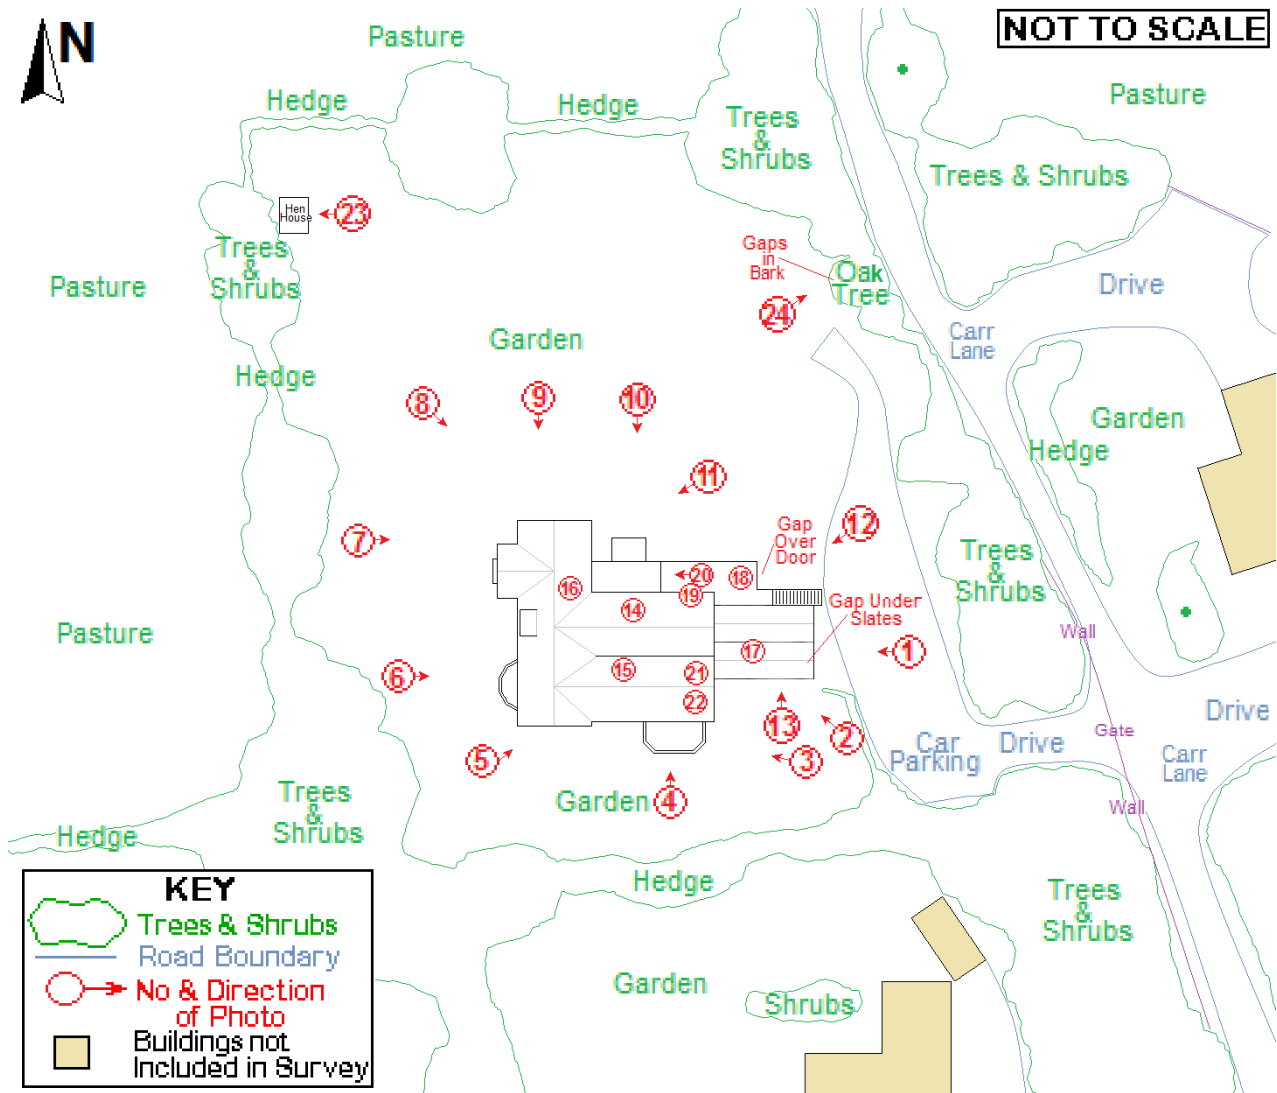 N
NOT TO SCALE
Pasture
Hedge
Hedge
Trees
&
Shrubs
Pasture
Trees & Shrubs
Hen
House
23
Trees
&
Shrubs
Pasture
Gaps
in
Bark
Oak
Tree
24
Drive
Carr
Lane
Garden
Hedge
8
9
10
Garden
Hedge
11
7
Gap
Over
Door
12
Trees
&
Shrubs
16
20
18
19
14
Gap Under
Slates
Pasture
Wall
15
17
1
6
21
22
13
2
5
3
Car
Parking
Drive
Gate
Drive
Carr
Lane
Trees
&
Shrubs
Garden
4
Wall
Hedge
Hedge
Trees
&
Shrubs
Garden
Shrubs
KEY
Trees & Shrubs
Road Boundary
No & Direction
of Photo
Buildings not
Included in Survey